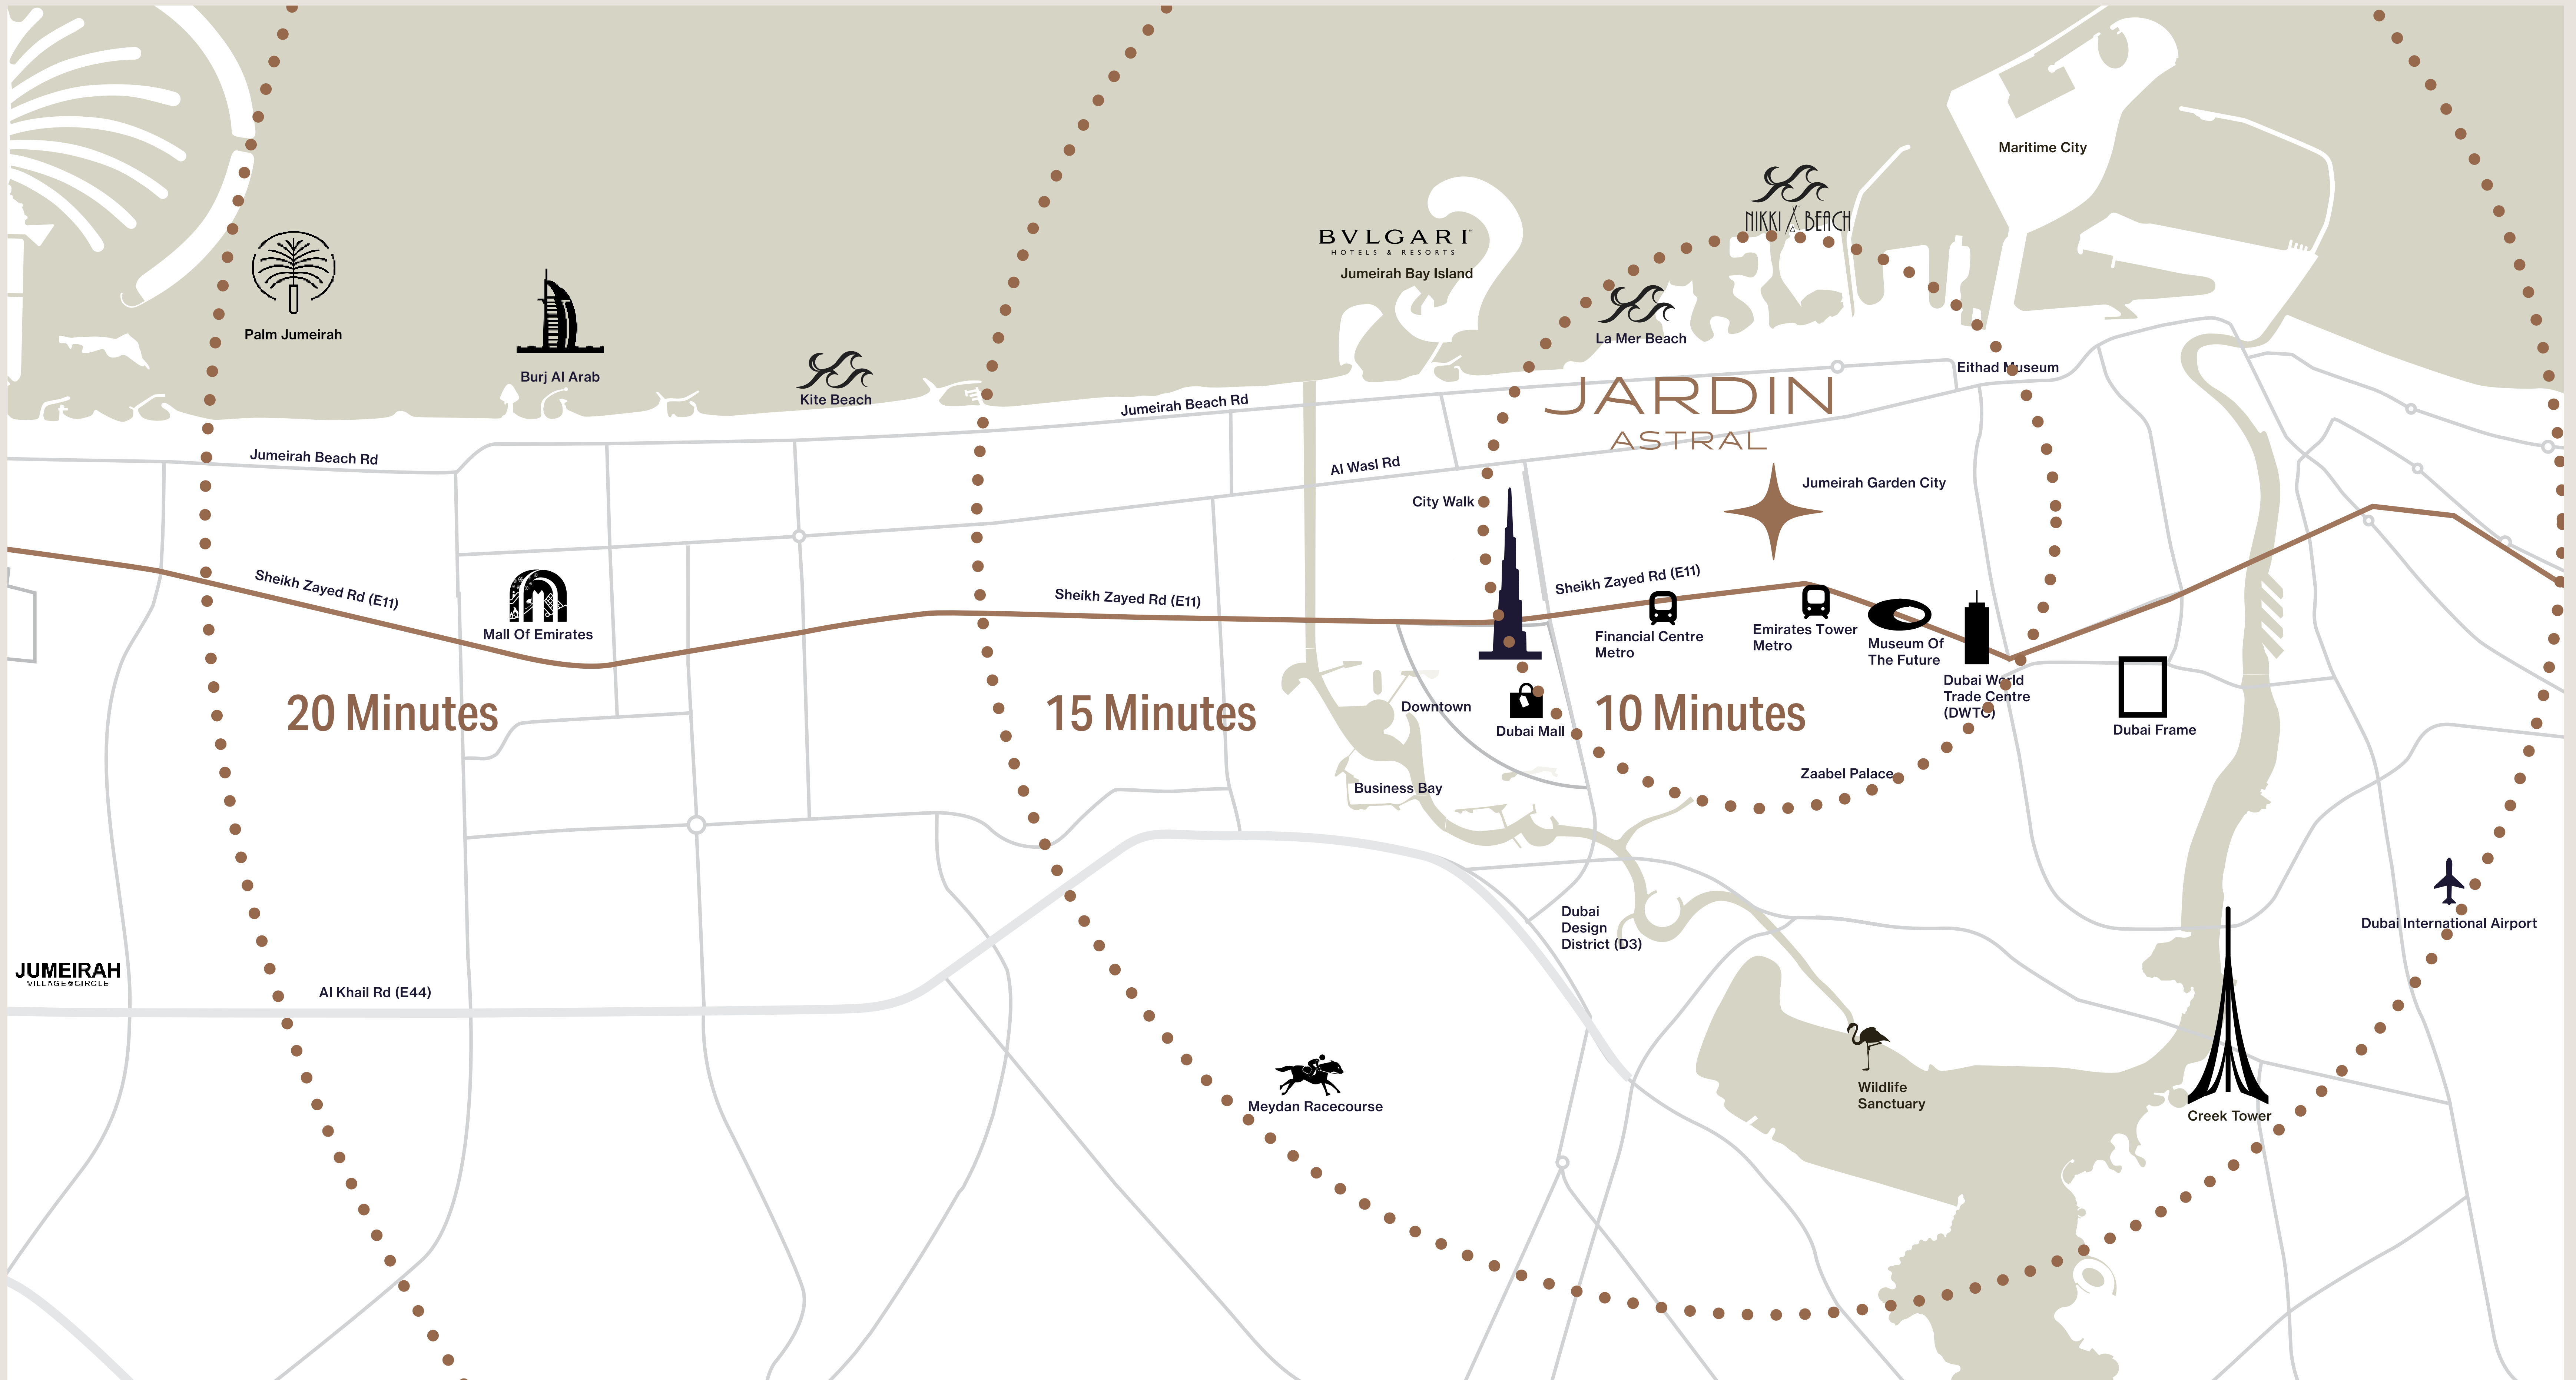 Maritime City
NIKKI BEACH
BVLGARI
HOTELS & RESORTS
Jumeirah Bay Island
Palm Jumeirah
Burj Al Arab
Kite Beach
La Mer Beach
Eithad Museum
JARDIN
ASTRAL
Jumeirah Beach Rd
Jumeirah Beach Rd
Al Wasl Rd
City Walk
Jumeirah Garden City
Sheikh Zayed Rd (E11)
Sheikh Zayed Rd (E11)
Sheikh Zayed Rd (E11)
Mall Of Emirates
Financial Centre
Metro
Emirates Tower
Metro
Museum Of
The Future
Dubai World
Trade Centre
(DWTC)
Dubai Frame
20 Minutes
15 Minutes
10 Minutes
Downtown
Dubai Mall
Business Bay
Zaabel Palace
Dubai
Design
District (D3)
Dubai International Airport
JUMEIRAH
VILLAGE CIRCLE
Al Khail Rd (E44)
Meydan Racecourse
Wildlife
Sanctuary
Creek Tower